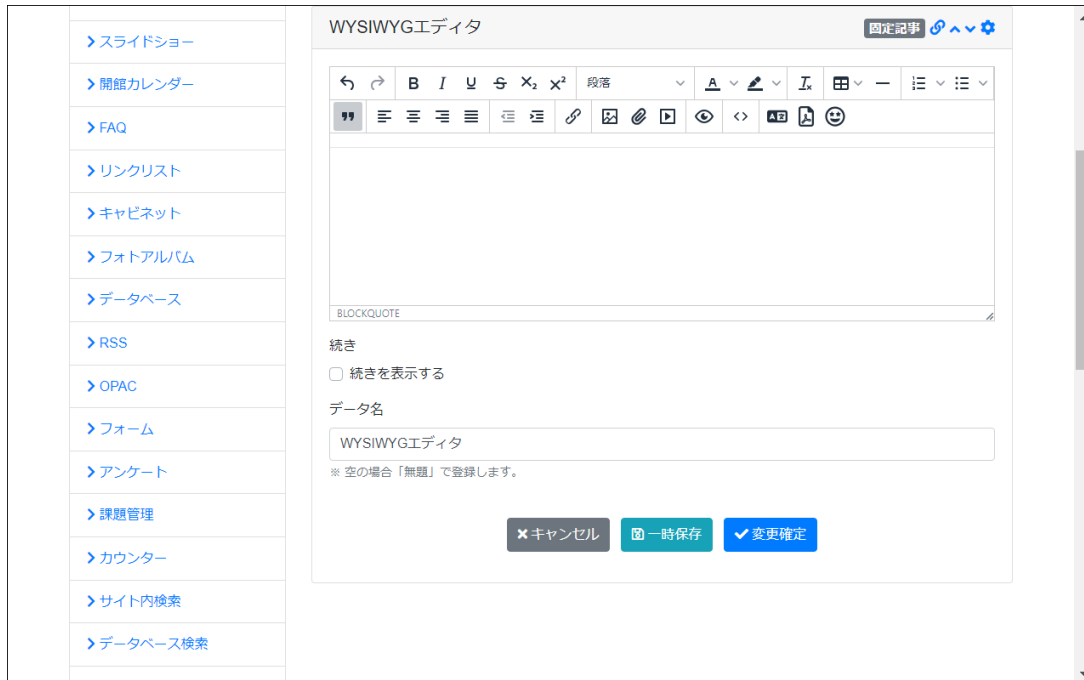 スライドショー
開館カレンダー
FAQ
リンクリスト
キャビネット
フォトアルバム
データベース
RSS
OPAC
フォーム
アンケート
課題管理
カウンター
サイト内検索
データベース検索
WYSIWYGエディタ
固定記事
B I U S X₂ X² 段落 A
BLOCKQUOTE
続き
続きを表示する
データ名
WYSIWYGエディタ
※ 空の場合「無題」で登録します。
キャンセル 一時保存 変更確定